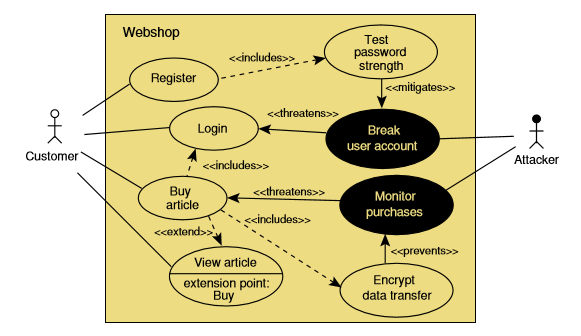 Webshop
Test
password
strength
<<includes>>
Register
<<mitigates>>
<<threatens>>
Login
Break
user account
Customer
Attacker
<<includes>>
Buy
article
<<threatens>>
Monitor
purchases
<<includes>>
<<extend>>
<<prevents>>
View article
extension point:
Buy
Encrypt
data transfer